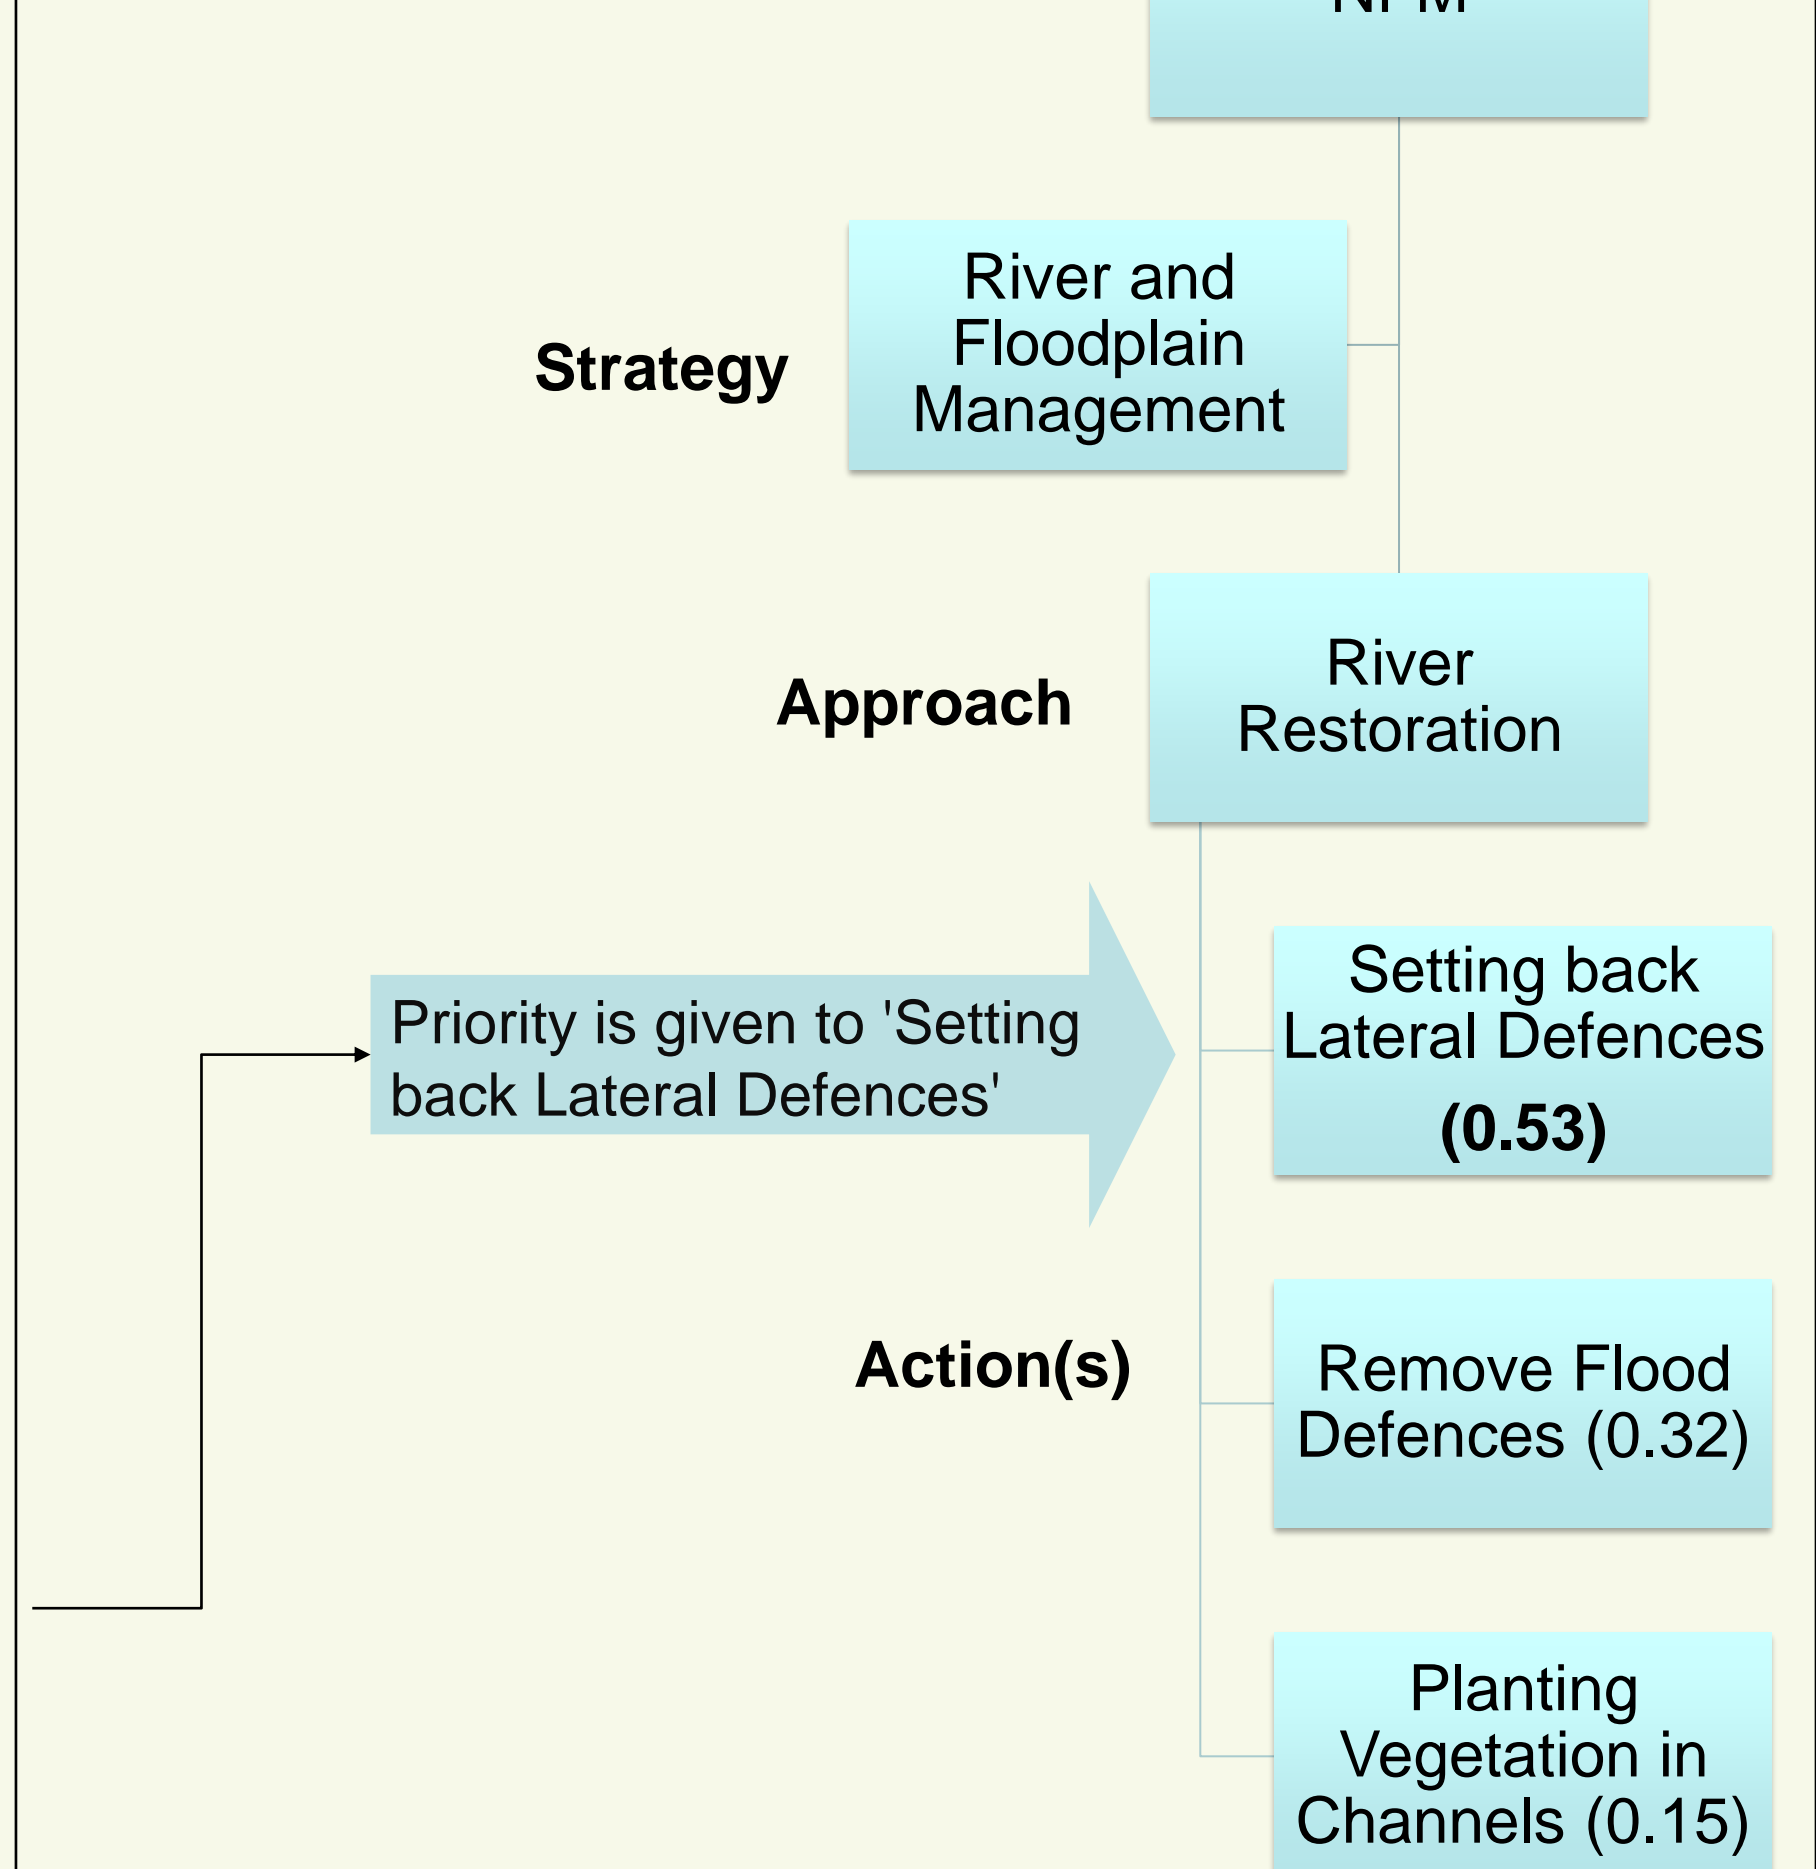 NFM
River and
Floodplain
Management
Strategy
River
Restoration
Approach
Setting back
Lateral Defences
(0.53)
Priority is given to 'Setting
back Lateral Defences'
Action(s)
Remove Flood
Defences (0.32)
Planting
Vegetation in
Channels (0.15)